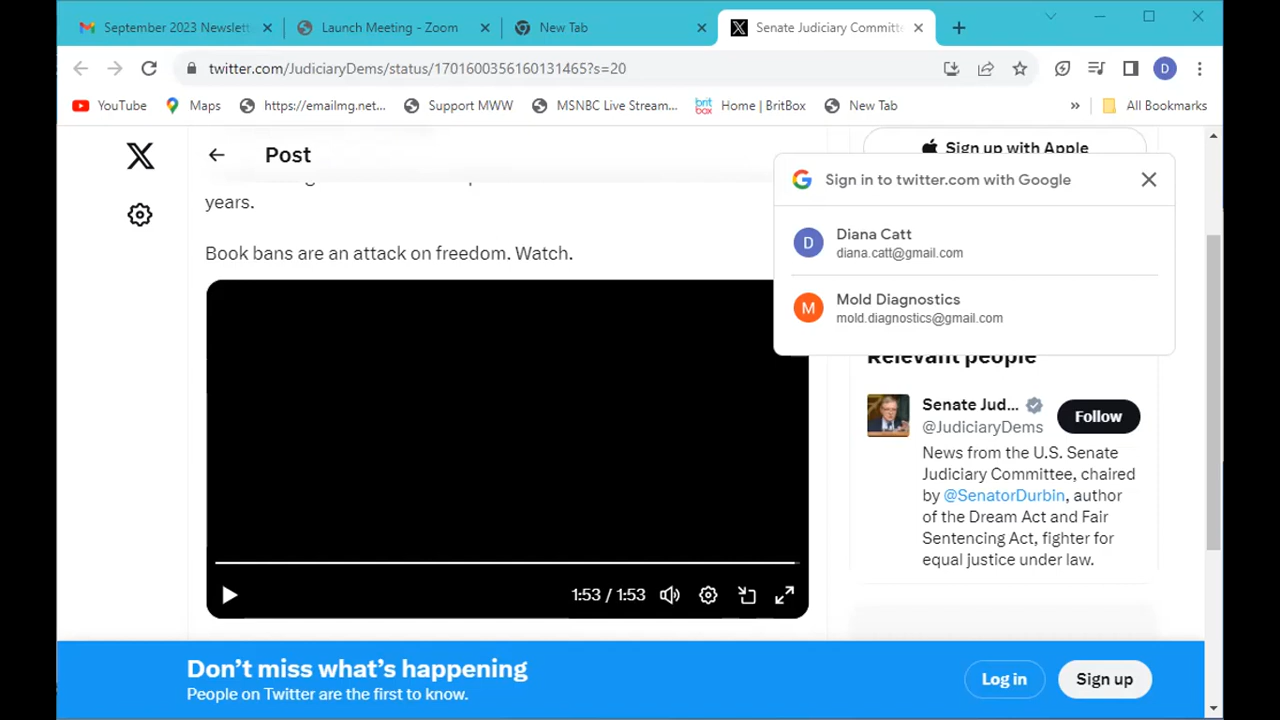 September 2023 Newslett
Launch Meeting - Zoom
New Tab
Senate Judiciary Committe
twitter.com/JudiciaryDems/status/1701600356160131465?s=20
D
YouTube
Maps
https://emailmg.net...
Support MWW
MSNBC Live Stream...
brit box
Home | BritBox
New Tab
»
All Bookmarks
Post
years.
Book bans are an attack on freedom. Watch.
1:53 / 1:53
Sign up with Apple
Sign in to twitter.com with Google
D
Diana Catt
diana.catt@gmail.com
M
Mold Diagnostics
mold.diagnostics@gmail.com
Relevant people
Senate Jud...
@JudiciaryDems
Follow
News from the U.S. Senate
Judiciary Committee, chaired
by @SenatorDurbin, author
of the Dream Act and Fair
Sentencing Act, fighter for
equal justice under law.
Don't miss what's happening
People on Twitter are the first to know.
Log in
Sign up